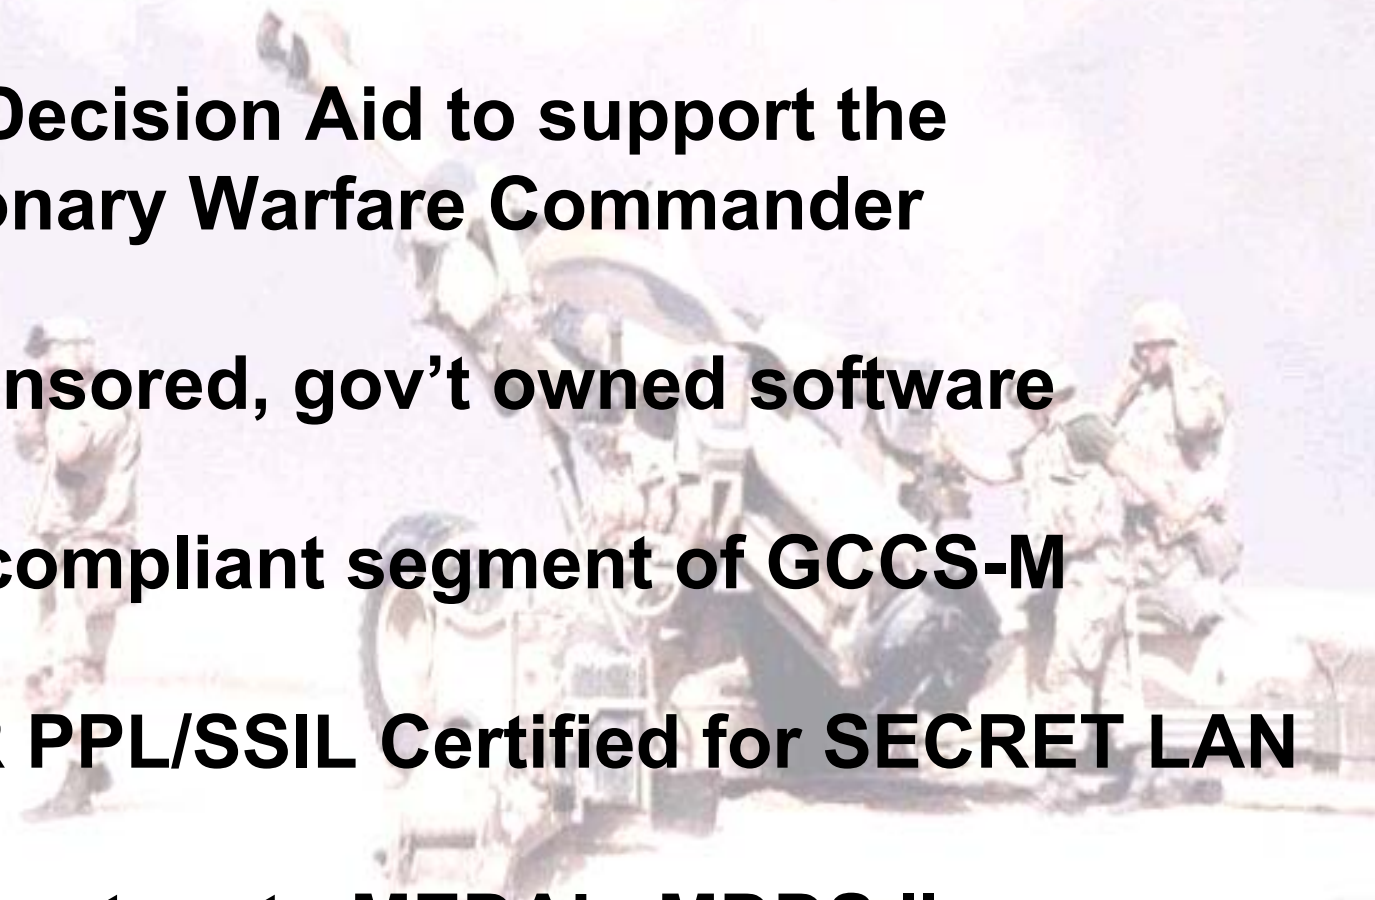 Decision Aid to support the
onary Warfare Commander
nsored, gov’t owned software
compliant segment of GCCS-M
R PPL/SSIL Certified for SECRET LAN